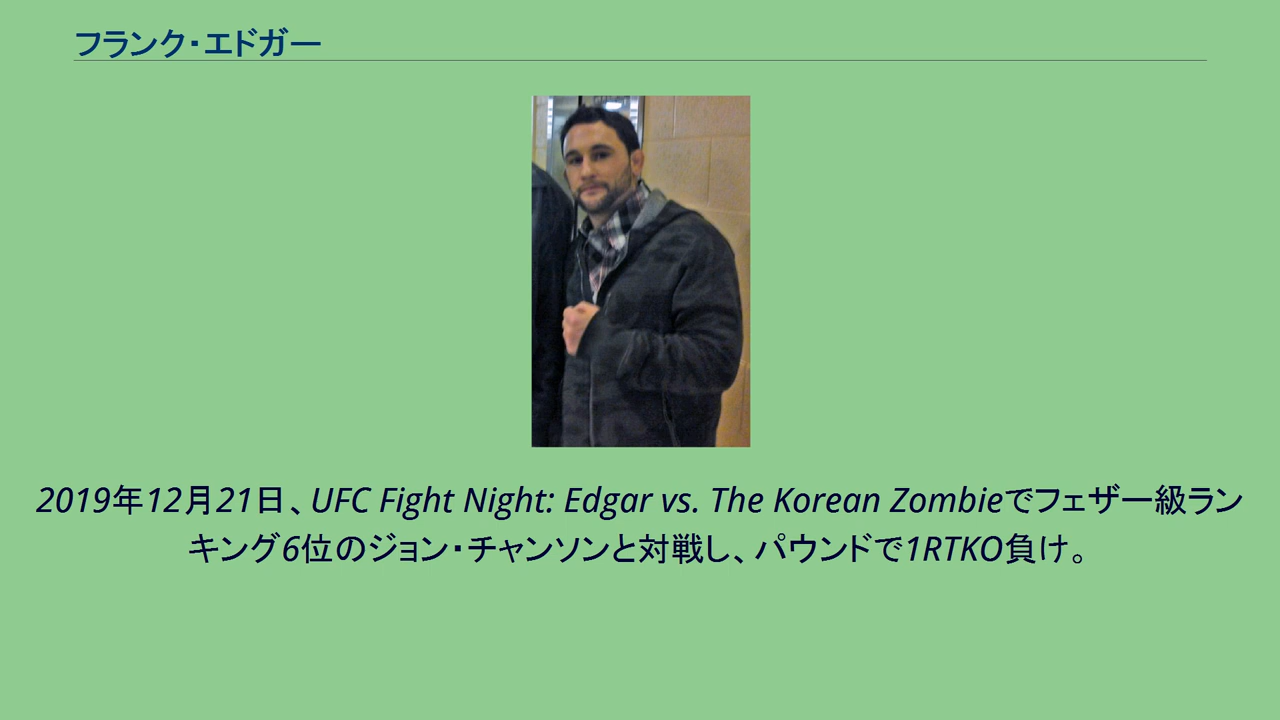 フランク・エドガー
2019年12月21日、UFC Fight Night: Edgar vs. The Korean Zombieでフェザー級ラン
キング6位のジョン・チャンソンと対戦し、パウンドで1RTKO負け。